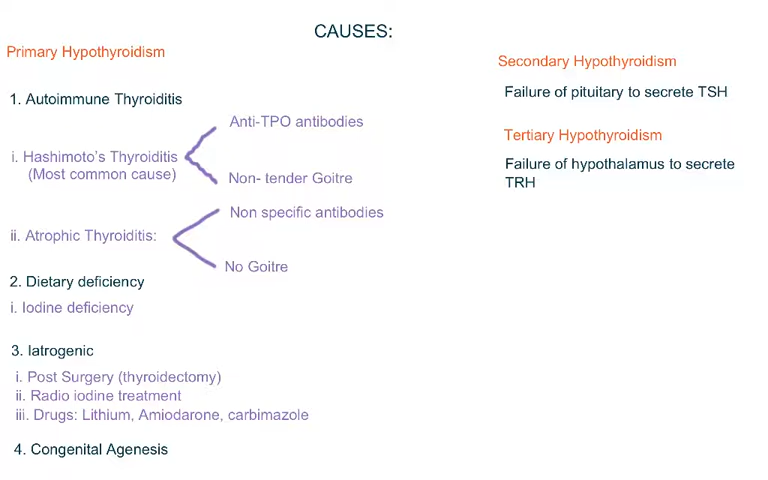 CAUSES:
Primary Hypothyroidism
1. Autoimmune Thyroiditis
i. Hashimoto's Thyroiditis
(Most common cause)
Anti-TPO antibodies
Non- tender Goitre
ii. Atrophic Thyroiditis:
Non specific antibodies
No Goitre
2. Dietary deficiency
i. Iodine deficiency
3. Iatrogenic
i. Post Surgery (thyroidectomy)
ii. Radio iodine treatment
iii. Drugs: Lithium, Amiodarone, carbimazole
4. Congenital Agenesis
Secondary Hypothyroidism
Failure of pituitary to secrete TSH
Tertiary Hypothyroidism
Failure of hypothalamus to secrete
TRH